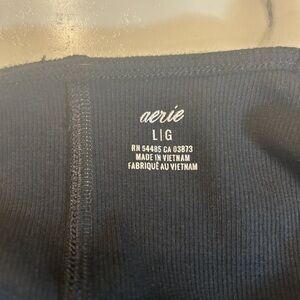 aerie
L|G
RN 54485 CA 03873
MADE IN VIETNAM
FABRIQUÉ AU VIETNAM